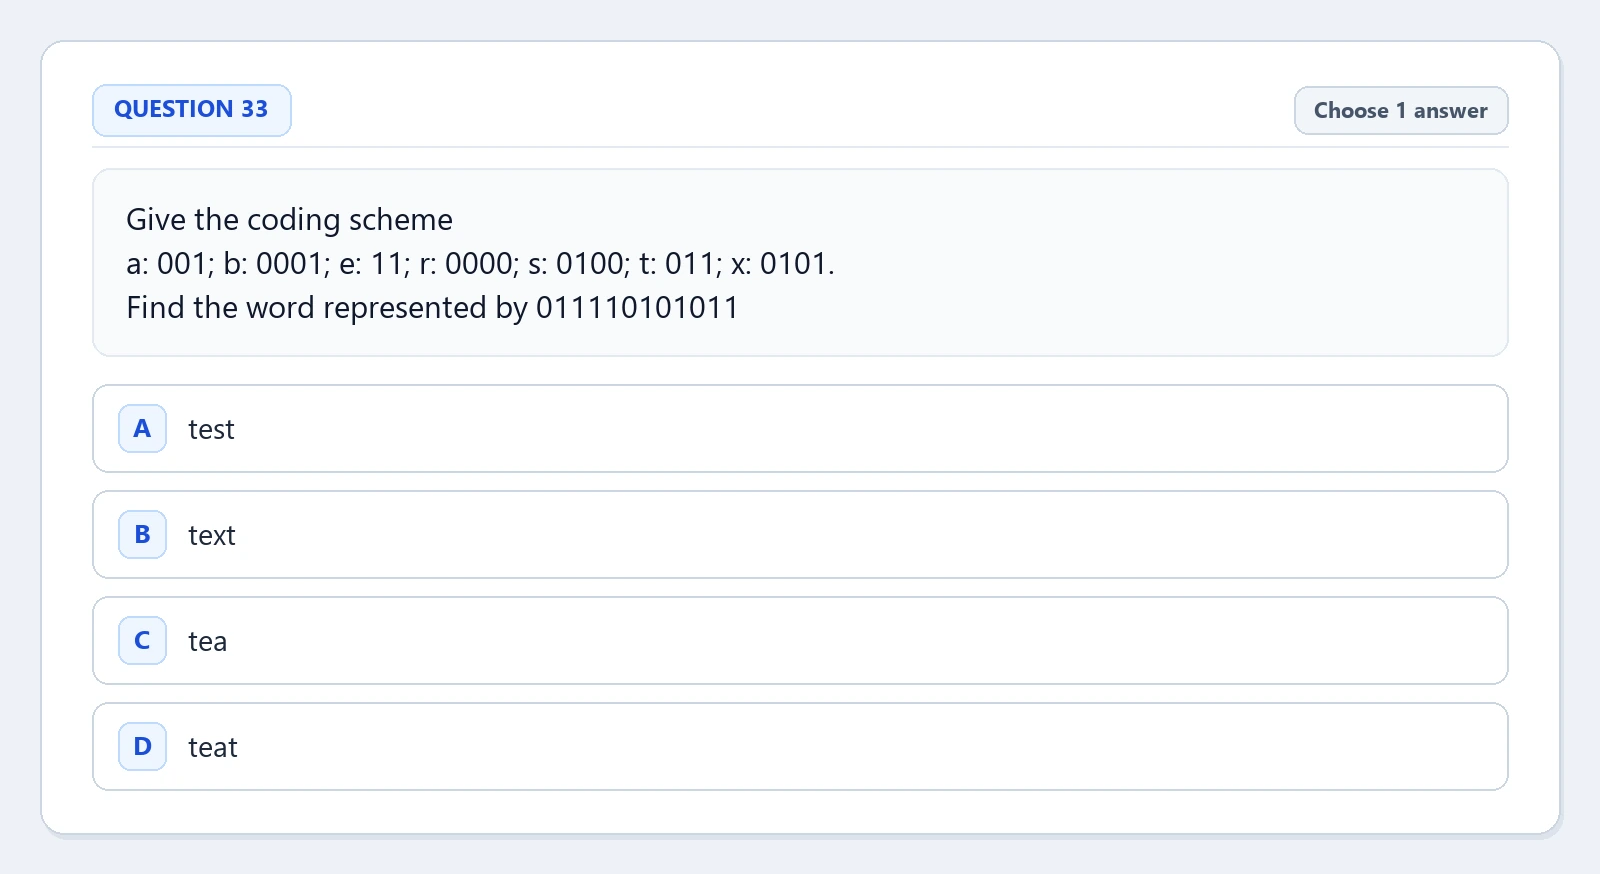 QUESTION 33
Choose 1 answer
Give the coding scheme
a: 001; b: 0001; e: 11; r: 0000; s: 0100; t: 011; x: 0101.
Find the word represented by 011110101011
A test
B text
C tea
D teat